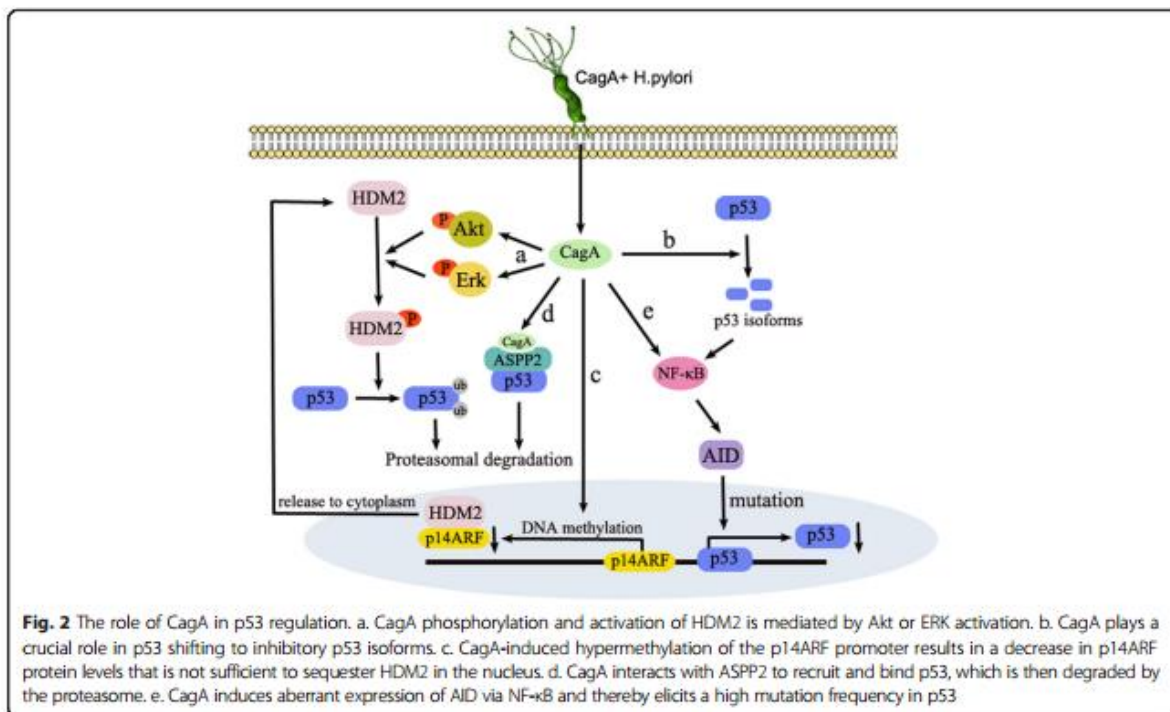 CagA+ H.pylori
HDM2
p53
P
Akt
b
a
CagA
P
Erk
d
e
p53 isoforms
HDM2 P
CagA
ASPP2
p53
c
NF-κB
p53
p53
ub
ub
AID
Proteasomal degradation
release to cytoplasm
mutation
HDM2
DNA methylation
p53
p14ARF
p14ARF
p53
Fig. 2 The role of CagA in p53 regulation. a. CagA phosphorylation and activation of HDM2 is mediated by Akt or ERK activation. b. CagA plays a
crucial role in p53 shifting to inhibitory p53 isoforms. c. CagA-induced hypermethylation of the p14ARF promoter results in a decrease in p14ARF
protein levels that is not sufficient to sequester HDM2 in the nucleus. d. CagA interacts with ASPP2 to recruit and bind p53, which is then degraded by
the proteasome. e. CagA induces aberrant expression of AID via NF-κB and thereby elicits a high mutation frequency in p53